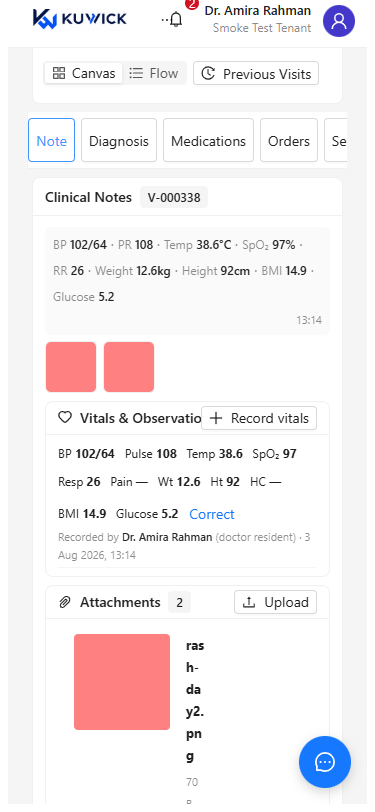 KUWICK
2
Dr. Amira Rahman
Smoke Test Tenant
Canvas
Flow
Previous Visits
Note
Diagnosis
Medications
Orders
Se
Clinical Notes
V-000338
BP 102/64 · PR 108 · Temp 38.6°C · SpO₂ 97% ·
RR 26 · Weight 12.6kg · Height 92cm · BMI 14.9 ·
Glucose 5.2
13:14
Vitals & Observatio
Record vitals
BP 102/64 Pulse 108 Temp 38.6 SpO₂ 97
Resp 26 Pain — Wt 12.6 Ht 92 HC —
BMI 14.9 Glucose 5.2 Correct
Recorded by Dr. Amira Rahman (doctor resident) · 3
Aug 2026, 13:14
Attachments
2
Upload
ras
h-
da
y2.
pn
g
70